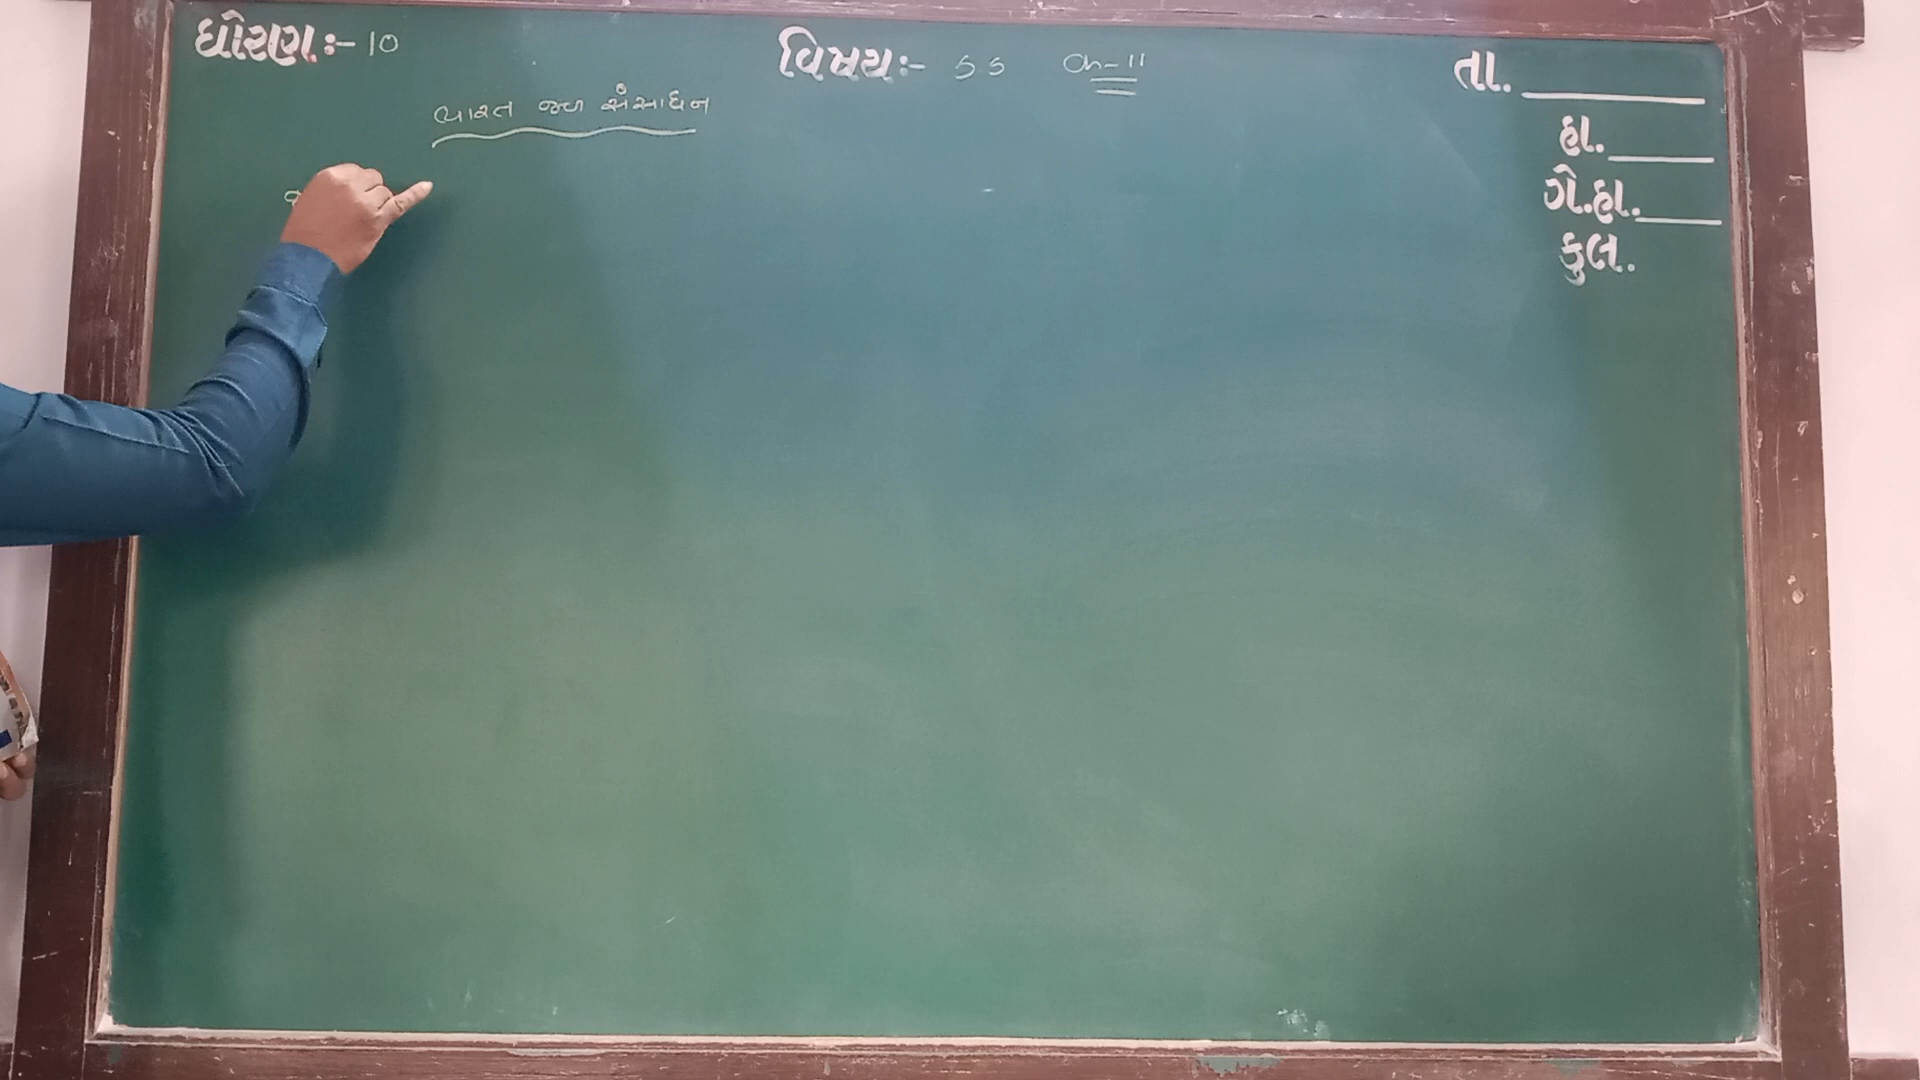 ધોરણ:- 10
વિષય:- SS Ch-11
તા.
ભારત જળ સંસાધન
હા.
ગે.હા.
કુલ.